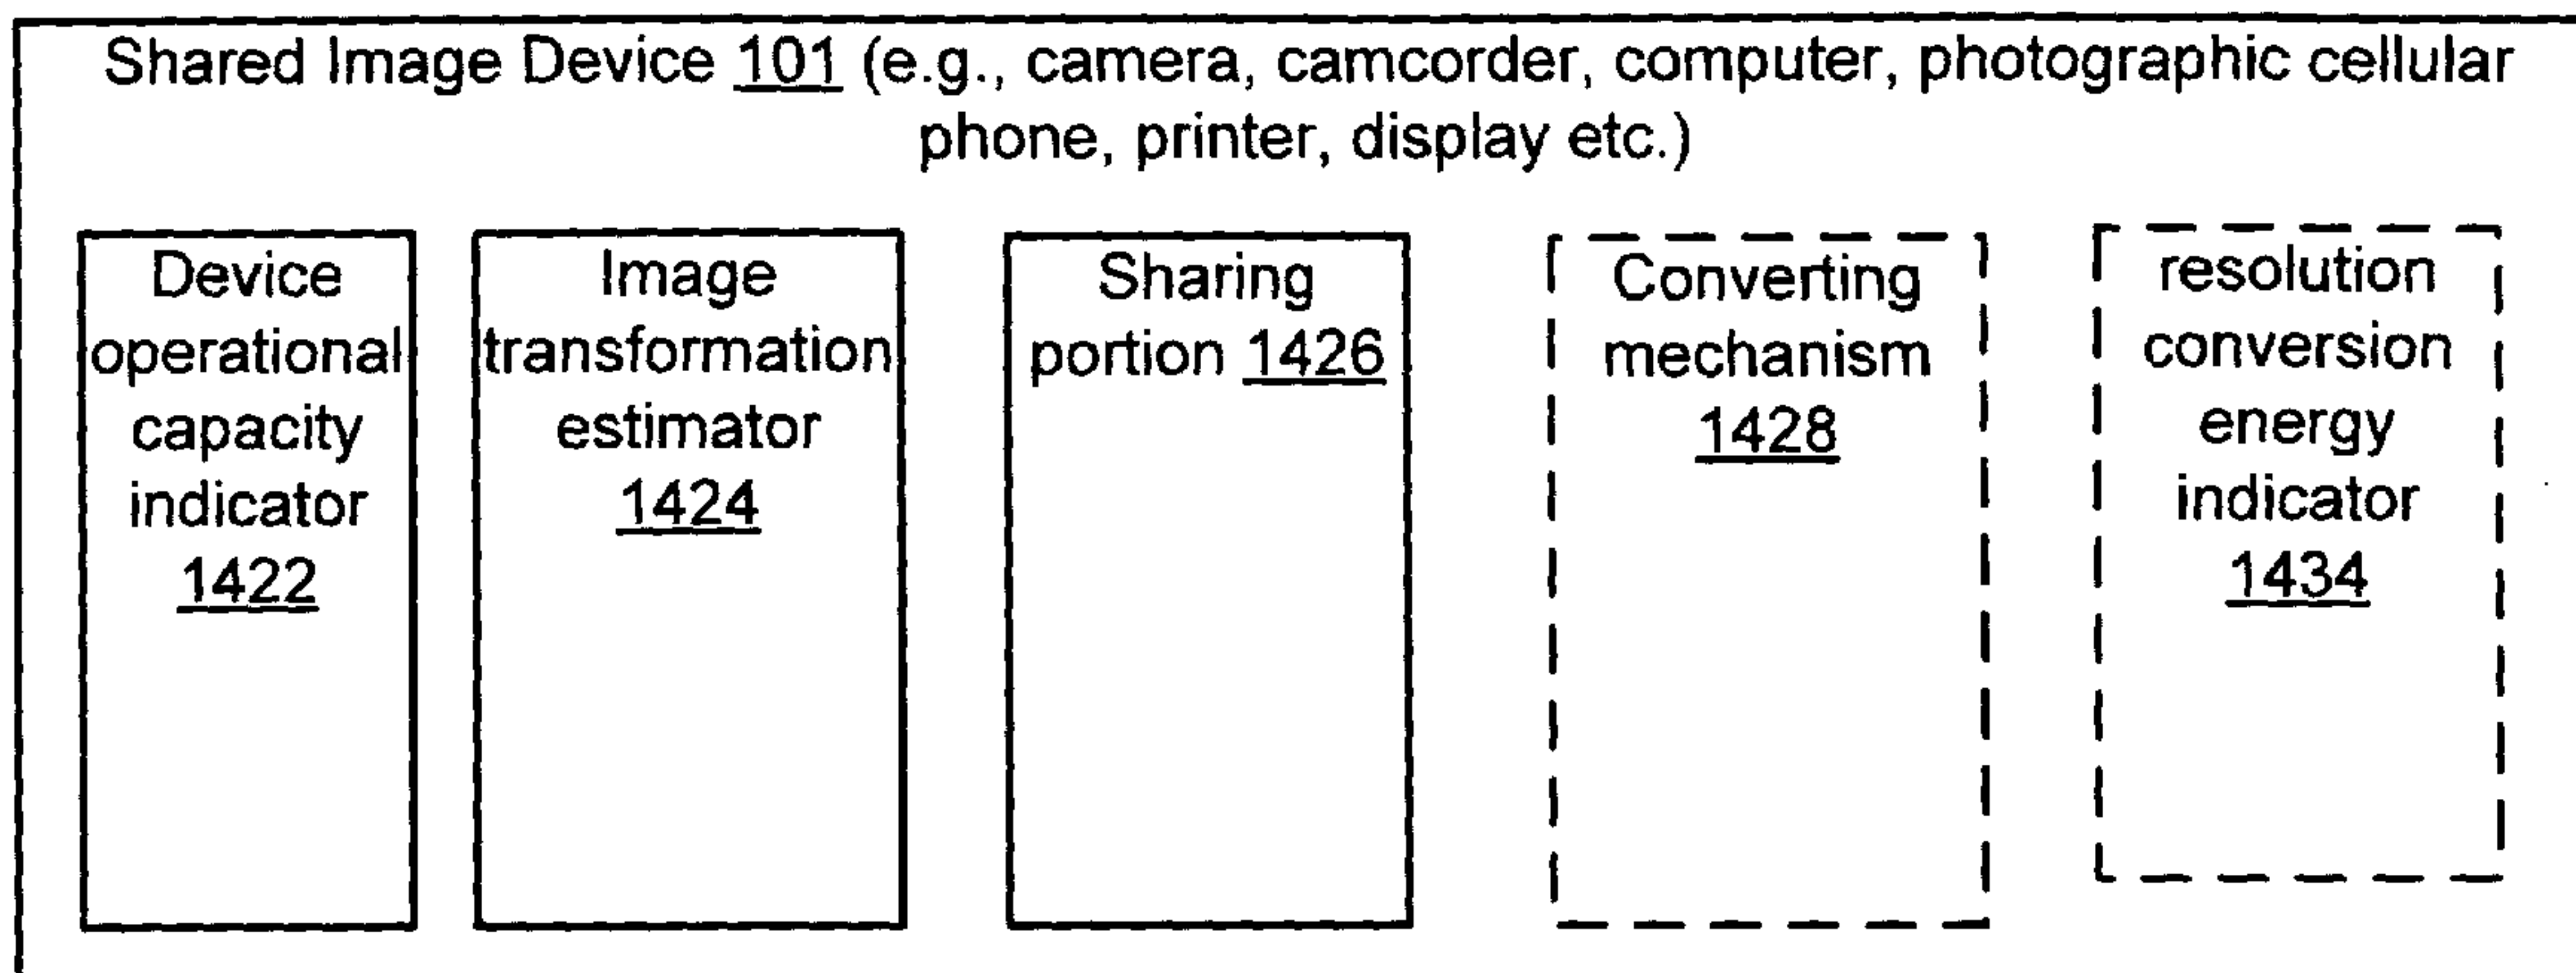 Shared Image Device 101 (e.g., camera, camcorder, computer, photographic cellular
phone, printer, display etc.)
Device
operational
capacity
indicator
1422
Image
transformation
estimator
1424
Sharing
portion 1426
Converting
mechanism
1428
resolution
conversion
energy
indicator
1434